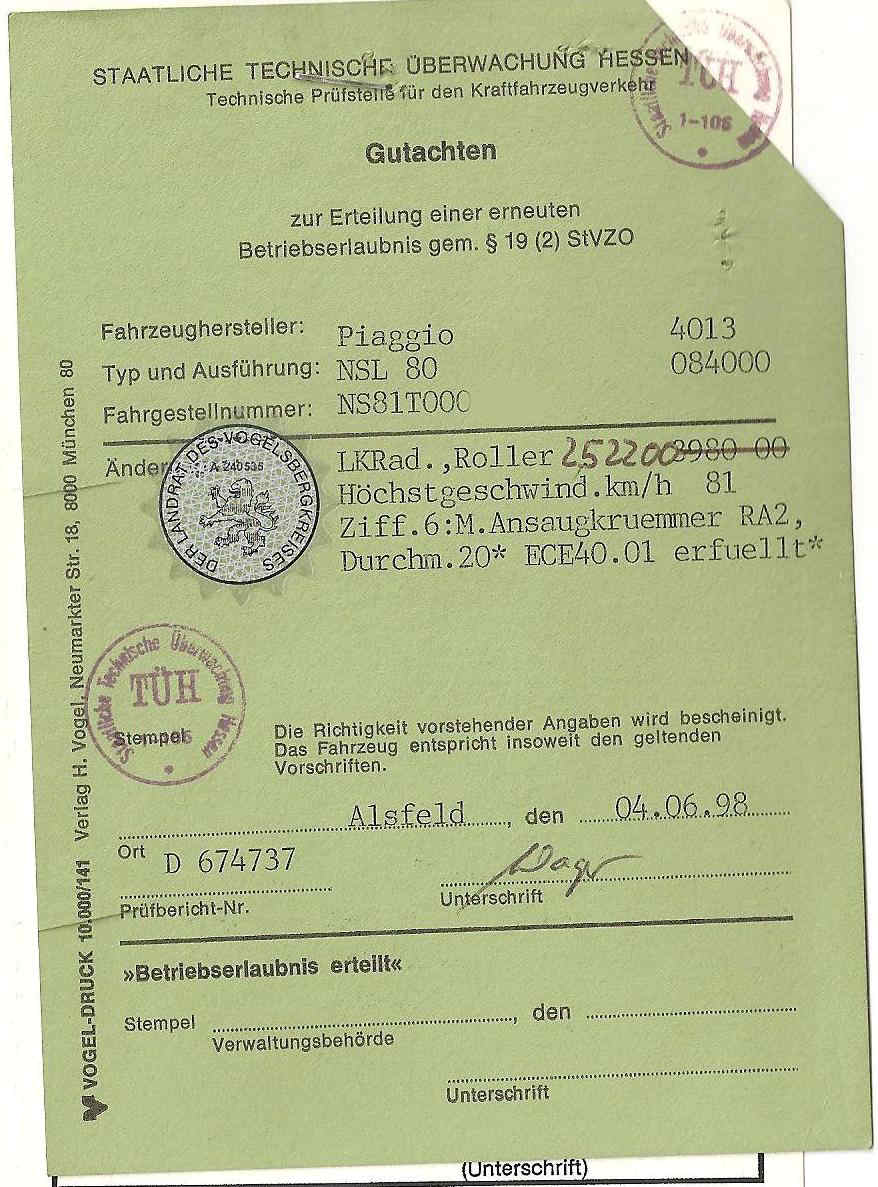 STAATLICHE TECHNISCHE ÜBERWACHUNG HESSEN
Technische Prüfstelle für den Kraftfahrzeugverkehr
TÜH
1-106
Gutachten
zur Erteilung einer erneuten
Betriebserlaubnis gem. § 19 (2) StVZO
Fahrzeughersteller: Piaggio 4013
Typ und Ausführung: NSL 80 084000
Fahrgestellnummer: NS81T000
Änder LKRad.,Roller 252200 3980 00
Höchstgeschwind.km/h 81
Ziff.6:M.Ansaugkruemmer RA2,
Durchm.20* ECE40.01 erfuellt*
DER LANDRAT DES VOGELSBERGKREISES
A 240535
Staatliche Technische Überwachung Hessen
TÜH
Stempel
Die Richtigkeit vorstehender Angaben wird bescheinigt.
Das Fahrzeug entspricht insoweit den geltenden
Vorschriften.
Alsfeld, den 04.06.98
Ort
D 674737
Prüfbericht-Nr.
Unterschrift
»Betriebserlaubnis erteilt«
Stempel , den
Verwaltungsbehörde
Unterschrift
VOGEL-DRUCK 10.000/141 Verlag H. Vogel, Neumarkter Str. 18, 8000 München 80
(Unterschrift)